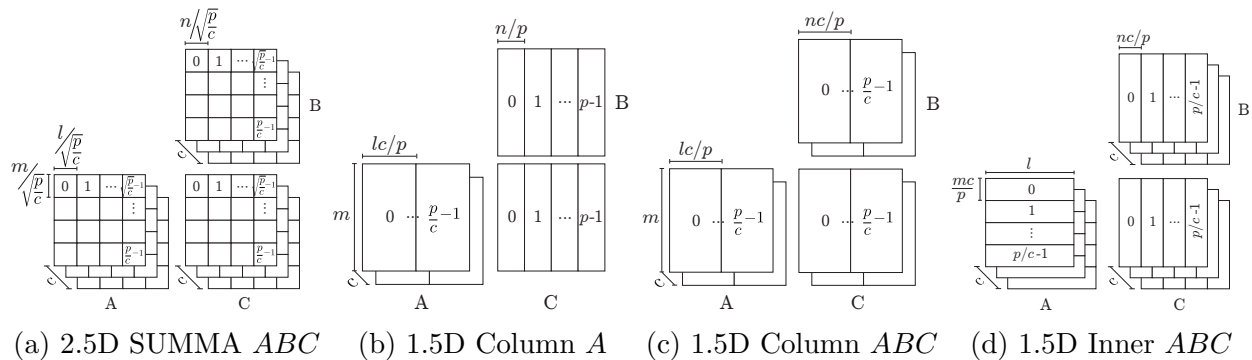 n/√p/c
0 1 ··· √p/c-1
⋮
p/c-1
B
c
l/√p/c
m/√p/c
0 1 ··· √p/c-1
⋮
p/c-1
c
A
0 1 ··· √p/c-1
⋮
p/c-1
C
(a) 2.5D SUMMA ABC
n/p
0 1 ··· p-1
B
lc/p
m
0 ··· p/c-1
c
A
0 1 ··· p-1
C
(b) 1.5D Column A
nc/p
0 ··· p/c-1
B
lc/p
m
0 ··· p/c-1
c
A
0 ··· p/c-1
C
(c) 1.5D Column ABC
nc/p
0 1 ... p/c-1
B
c
l
mc/p
0
1
⋮
p/c-1
c
A
0 1 ... p/c-1
c
C
(d) 1.5D Inner ABC